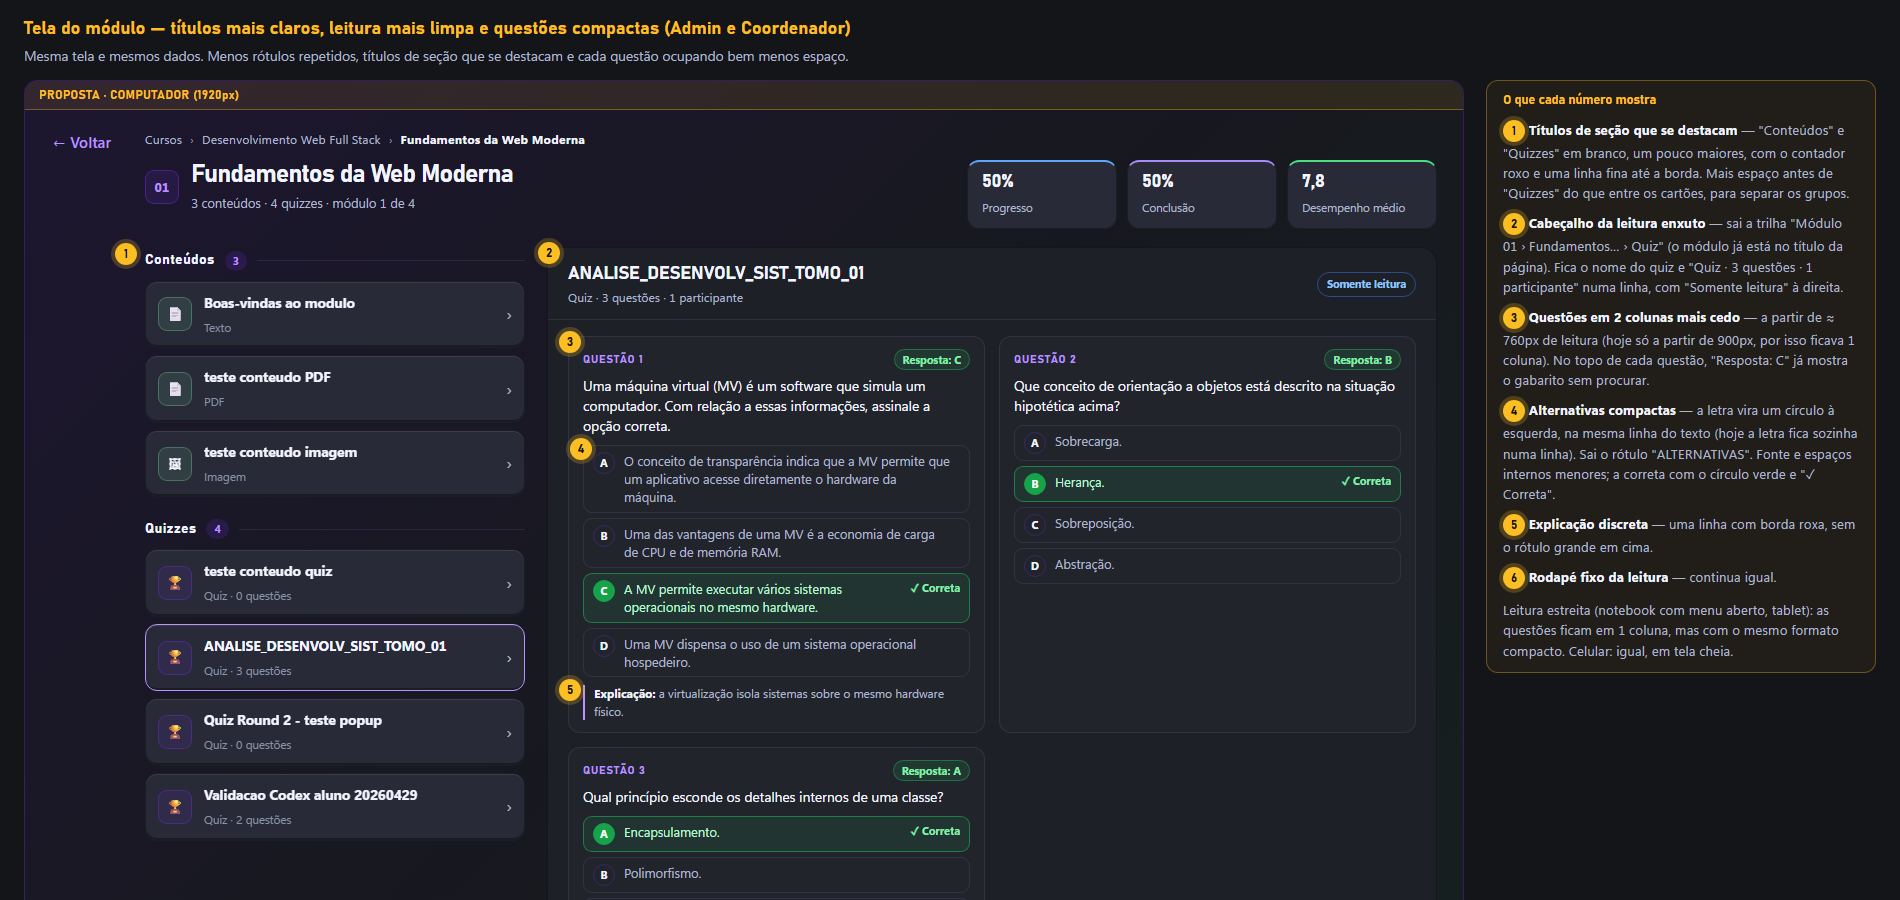 Tela do módulo — títulos mais claros, leitura mais limpa e questões compactas (Admin e Coordenador)
Mesma tela e mesmos dados. Menos rótulos repetidos, títulos de seção que se destacam e cada questão ocupando bem menos espaço.
PROPOSTA · COMPUTADOR (1920px)
← Voltar
Cursos › Desenvolvimento Web Full Stack › Fundamentos da Web Moderna
01
Fundamentos da Web Moderna
3 conteúdos · 4 quizzes · módulo 1 de 4
50%
Progresso
50%
Conclusão
7,8
Desempenho médio
1
Conteúdos 3
Boas-vindas ao modulo
Texto
›
teste conteudo PDF
PDF
›
teste conteudo imagem
Imagem
›
Quizzes 4
teste conteudo quiz
Quiz · 0 questões
›
ANALISE_DESENVOLV_SIST_TOMO_01
Quiz · 3 questões
›
Quiz Round 2 - teste popup
Quiz · 0 questões
›
Validacao Codex aluno 20260429
Quiz · 2 questões
›
2
ANALISE_DESENVOLV_SIST_TOMO_01
Quiz · 3 questões · 1 participante
Somente leitura
3
QUESTÃO 1
Resposta: C
Uma máquina virtual (MV) é um software que simula um
computador. Com relação a essas informações, assinale a
opção correta.
4
A O conceito de transparência indica que a MV permite que
um aplicativo acesse diretamente o hardware da
máquina.
B Uma das vantagens de uma MV é a economia de carga
de CPU e de memória RAM.
C A MV permite executar vários sistemas ✓ Correta
operacionais no mesmo hardware.
D Uma MV dispensa o uso de um sistema operacional
hospedeiro.
5
Explicação: a virtualização isola sistemas sobre o mesmo hardware
físico.
QUESTÃO 2
Resposta: B
Que conceito de orientação a objetos está descrito na situação
hipotética acima?
A Sobrecarga.
B Herança. ✓ Correta
C Sobreposição.
D Abstração.
QUESTÃO 3
Resposta: A
Qual princípio esconde os detalhes internos de uma classe?
A Encapsulamento. ✓ Correta
B Polimorfismo.
O que cada número mostra
1 Títulos de seção que se destacam — "Conteúdos" e
"Quizzes" em branco, um pouco maiores, com o contador
roxo e uma linha fina até a borda. Mais espaço antes de
"Quizzes" do que entre os cartões, para separar os grupos.
2 Cabeçalho da leitura enxuto — sai a trilha "Módulo
01 › Fundamentos... › Quiz" (o módulo já está no título da
página). Fica o nome do quiz e "Quiz · 3 questões · 1
participante" numa linha, com "Somente leitura" à direita.
3 Questões em 2 colunas mais cedo — a partir de ≈
760px de leitura (hoje só a partir de 900px, por isso ficava 1
coluna). No topo de cada questão, "Resposta: C" já mostra
o gabarito sem procurar.
4 Alternativas compactas — a letra vira um círculo à
esquerda, na mesma linha do texto (hoje a letra fica sozinha
numa linha). Sai o rótulo "ALTERNATIVAS". Fonte e espaços
internos menores; a correta com o círculo verde e "✓
Correta".
5 Explicação discreta — uma linha com borda roxa, sem
o rótulo grande em cima.
6 Rodapé fixo da leitura — continua igual.
Leitura estreita (notebook com menu aberto, tablet): as
questões ficam em 1 coluna, mas com o mesmo formato
compacto. Celular: igual, em tela cheia.